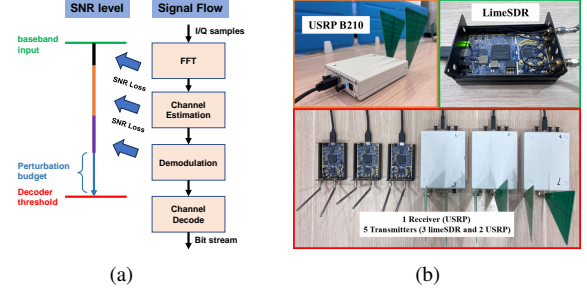 SNR level
Signal Flow
baseband
input
I/Q samples
FFT
SNR Loss
Channel
Estimation
SNR Loss
Demodulation
Perturbation
budget
Decoder
threshold
Channel
Decode
Bit stream
(a)
USRP B210
LimeSDR
1 Receiver (USRP)
5 Transmitters (3 limeSDR and 2 USRP)
(b)